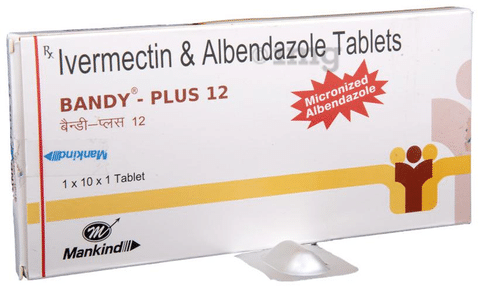 Rx Ivermectin & Albendazole Tablets
BANDY® - PLUS 12
बैन्डी-प्लस 12
Micronized
Albendazole
Mankind
1 x 10 x 1 Tablet
m
Mankind